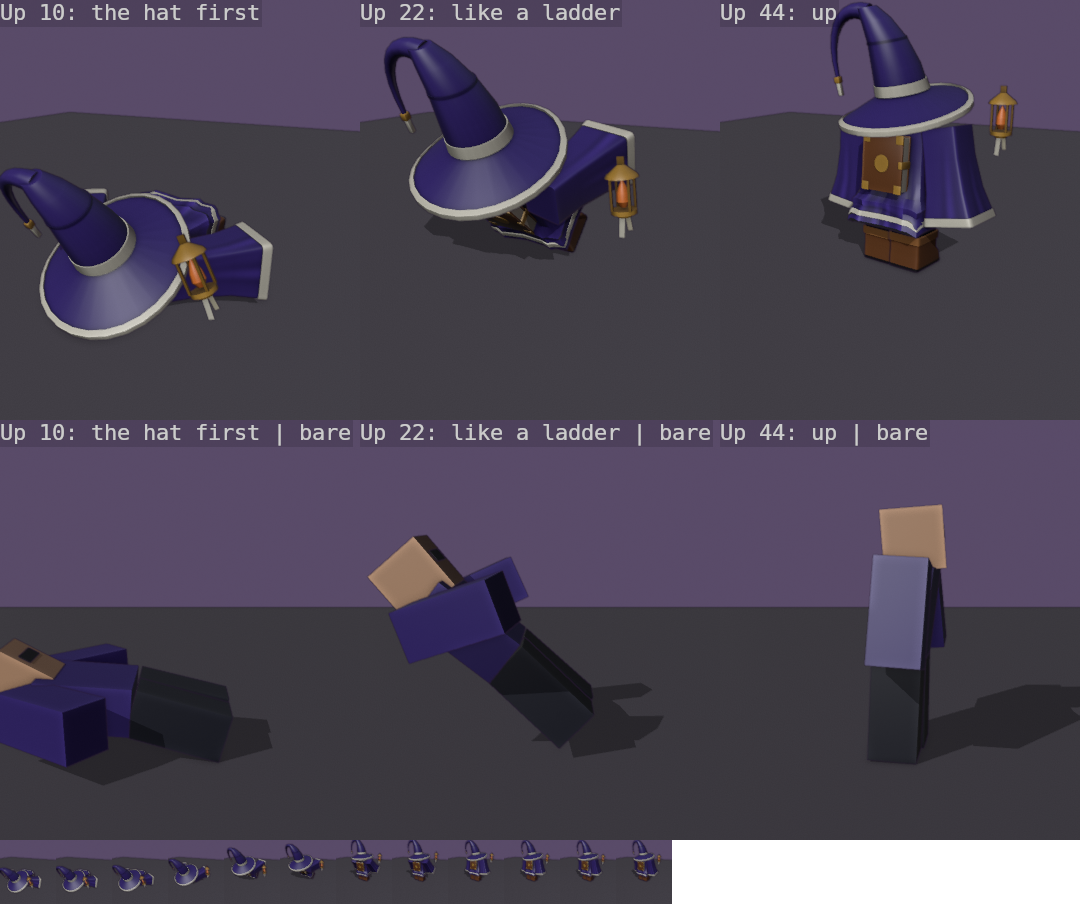 Up 10: the hat first
Up 22: like a ladder
Up 44: up
Up 10: the hat first | bare
Up 22: like a ladder | bare
Up 44: up | bare